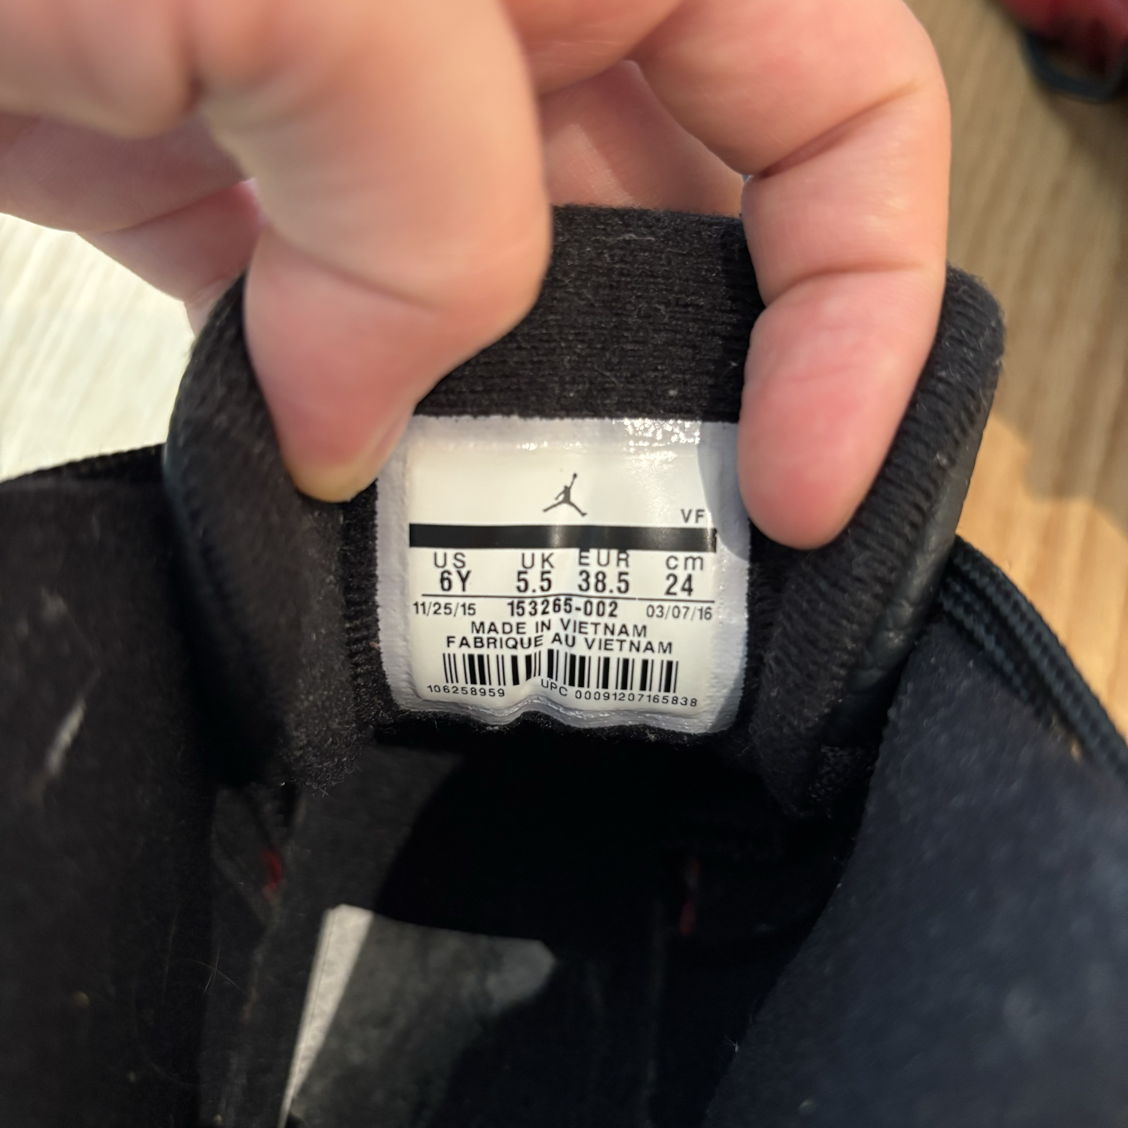 VF
US UK EUR cm
6Y 5.5 38.5 24
11/25/15 153265-002 03/07/16
MADE IN VIETNAM
FABRIQUE AU VIETNAM
106258959 UPC 00091207165838